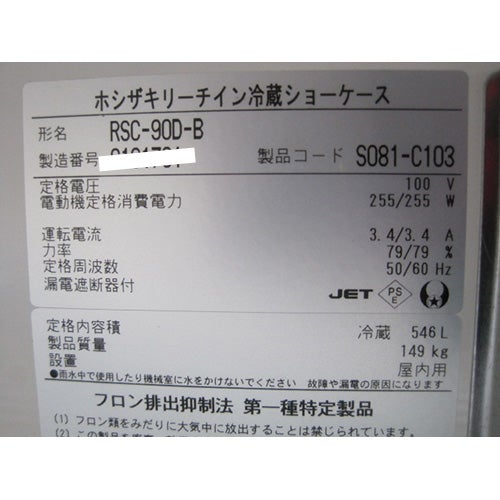 ホシザキリーチイン冷蔵ショーケース
形名 RSC-90D-B
製造番号 製品コード S081-C103
定格電圧 100 V
電動機定格消費電力 255/255 W
運転電流 3.4/3.4 A
力率 79/79 %
定格周波数 50/60 Hz
漏電遮断器付 JET PS E
定格内容積 冷蔵 546 L
製品質量 149 kg
設置 屋内用
●雨水中で使用したり機械室に水をかけないでください 故障や漏電の原因になります
フロン排出抑制法 第一種特定製品
(1) フロン類をみだりに大気中に放出することは禁じられています.